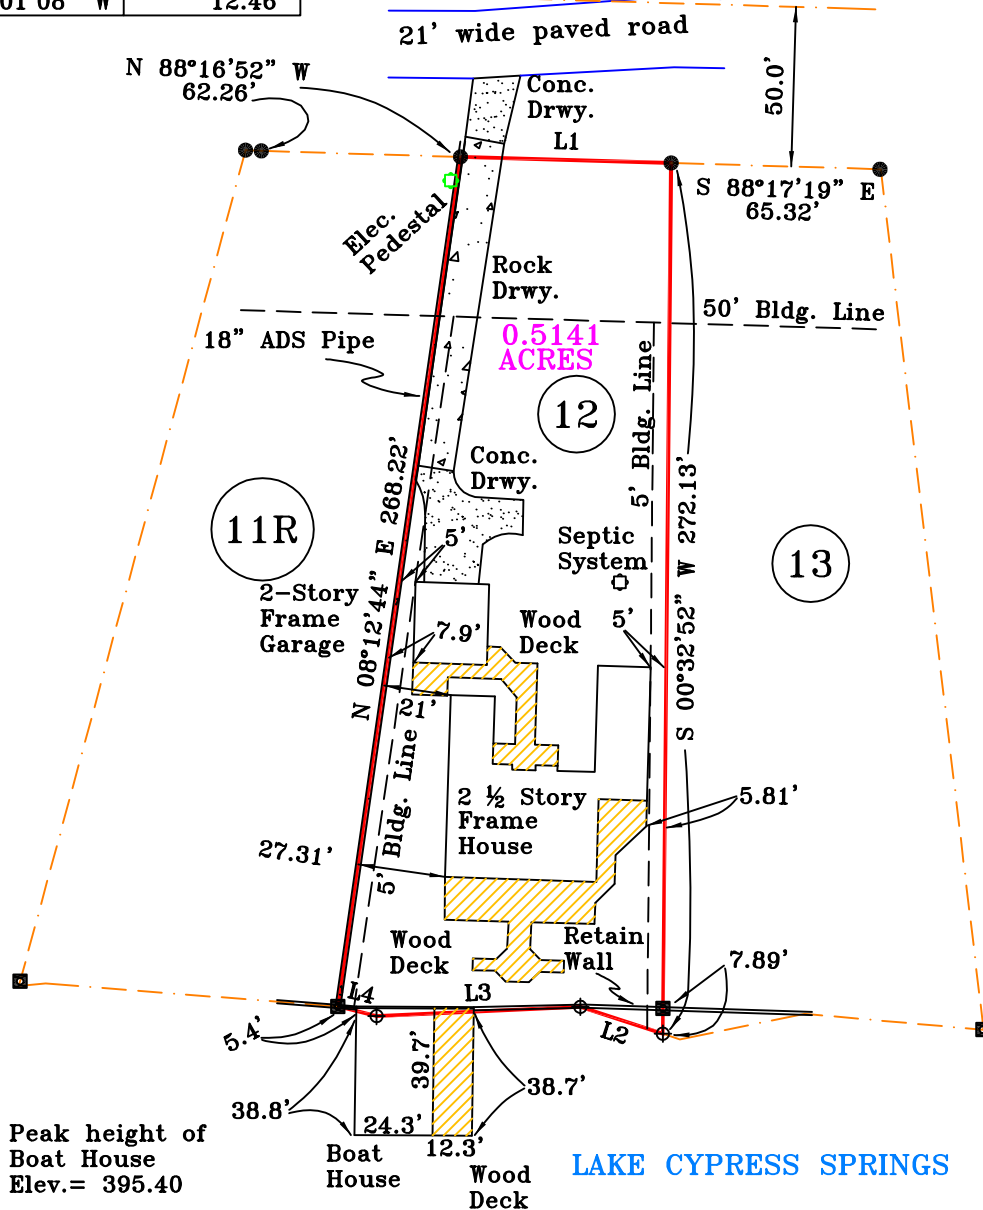 12.46
21' wide paved road
N 88°16'52" W
62.26'
Conc.
Drwy.
50.0'
L1
S 88°17'19" E
65.32'
Elec.
Pedestal
Rock
Drwy.
50' Bldg. Line
18" ADS Pipe
0.5141
ACRES
12
5' Bldg. Line
Conc.
Drwy.
N 08°12'44" E 268.22'
S 00°32'52" W 272.13'
11R
13
5'
Septic
System
2-Story
Frame
Garage
7.9'
Wood
Deck
5'
21'
5' Bldg. Line
2 ½ Story
Frame
House
5.81'
27.31'
Wood
Deck
Retain
Wall
7.89'
L4
L3
L2
5.4'
39.7'
38.8'
38.7'
24.3'
12.3'
Peak height of
Boat House
Elev.= 395.40
Boat
House
Wood
Deck
LAKE CYPRESS SPRINGS